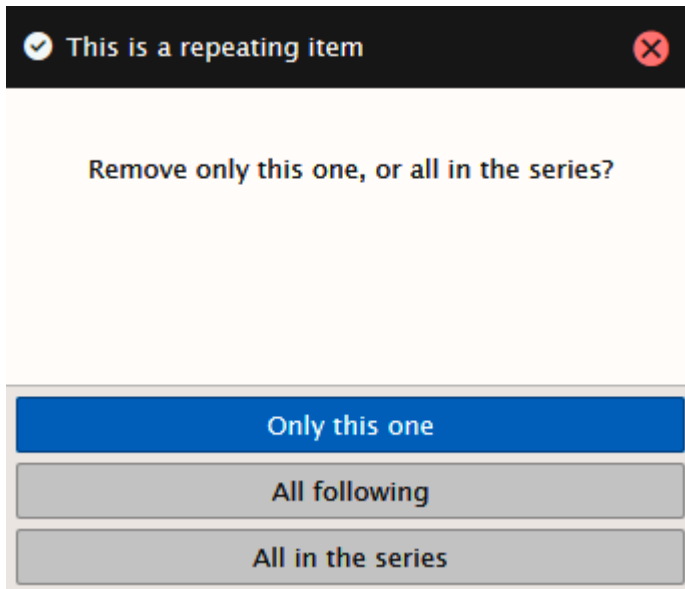 This is a repeating item
Remove only this one, or all in the series?
Only this one
All following
All in the series